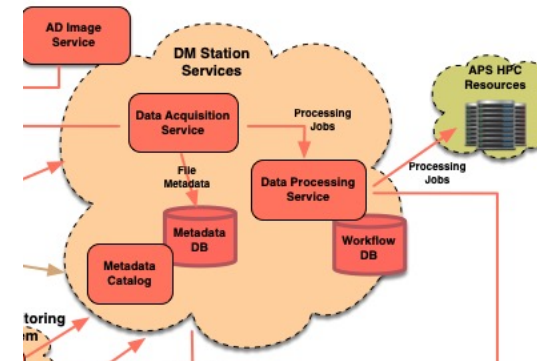 AD Image
Service
DM Station
Services
APS HPC
Resources
Data Acquisition
Service
Processing
Jobs
File
Metadata
Data Processing
Service
Processing
Jobs
Metadata
DB
Workflow
DB
Metadata
Catalog
toring
em